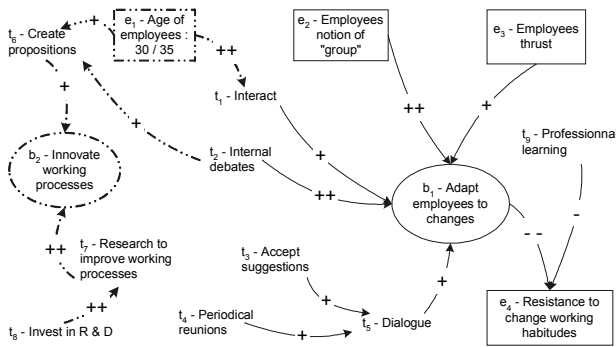 t6 - Create
propositions
e1 - Age of
employees :
30 / 35
e2 - Employees
notion of
"group"
e3 - Employees
thrust
+
++
t1 - Interact
++
+
+
t9 - Professionnal
learning
+
t2 - Internal
debates
+
b2 - Innovate
working
processes
++
b1 - Adapt
employees to
changes
-
- -
++
t7 - Research to
improve working
processes
t3 - Accept
suggestions
+
+
++
t8 - Invest in R & D
t4 - Periodical
reunions
+
t5 - Dialogue
e4 - Resistance to
change working
habitudes